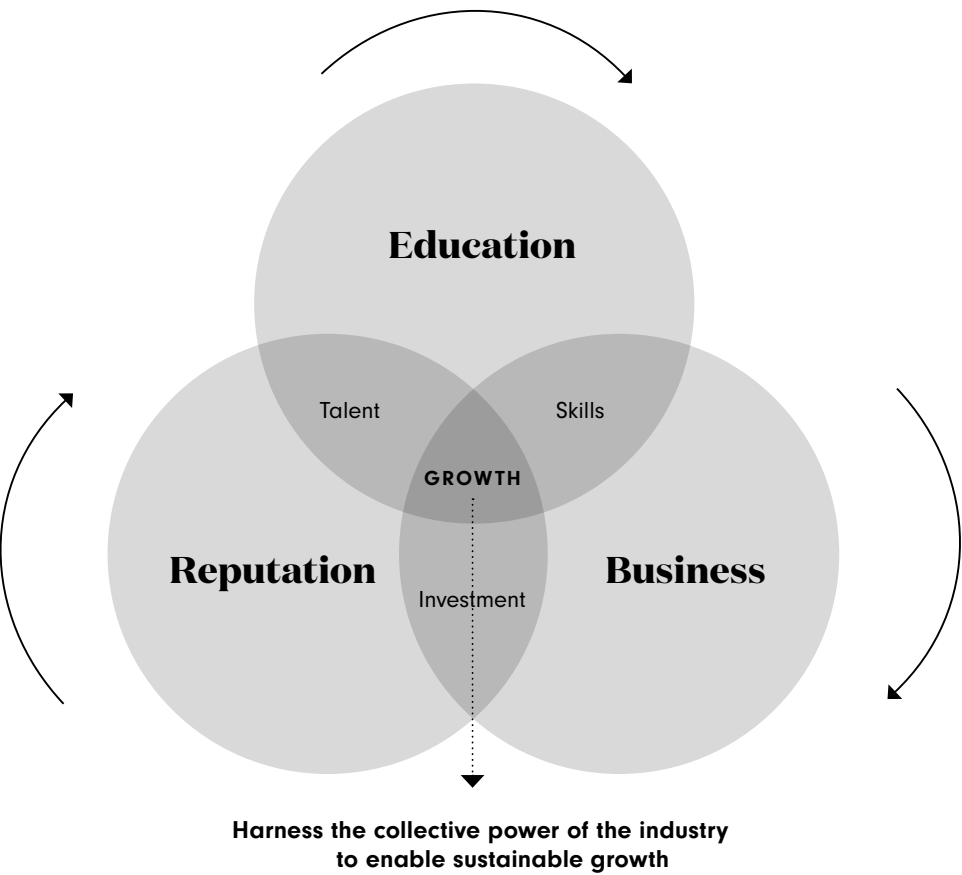 Education
Talent
Skills
GROWTH
Reputation
Business
Investment
Harness the collective power of the industry
to enable sustainable growth